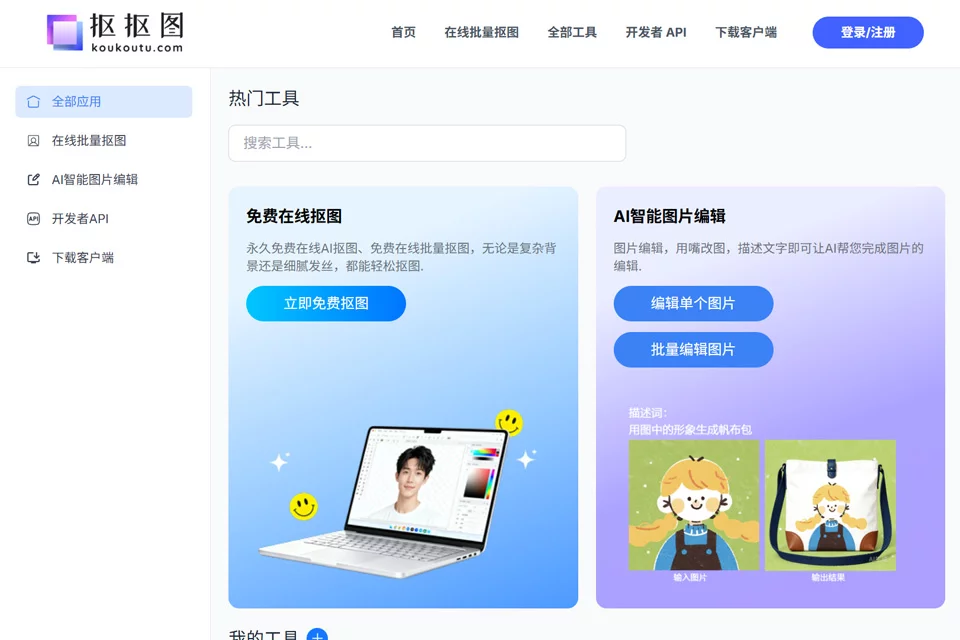 抠抠图
koukoutu.com
首页
在线批量抠图
全部工具
开发者 API
下载客户端
登录/注册
全部应用
在线批量抠图
AI智能图片编辑
API
开发者API
下载客户端
热门工具
搜索工具...
免费在线抠图
永久免费在线AI抠图、免费在线批量抠图，无论是复杂背
景还是细腻发丝，都能轻松抠图.
立即免费抠图
AI智能图片编辑
图片编辑，用嘴改图，描述文字即可让AI帮您完成图片的
编辑.
编辑单个图片
批量编辑图片
描述词：
用图中的形象生成帆布包
输入图片
输出结果
我的工具